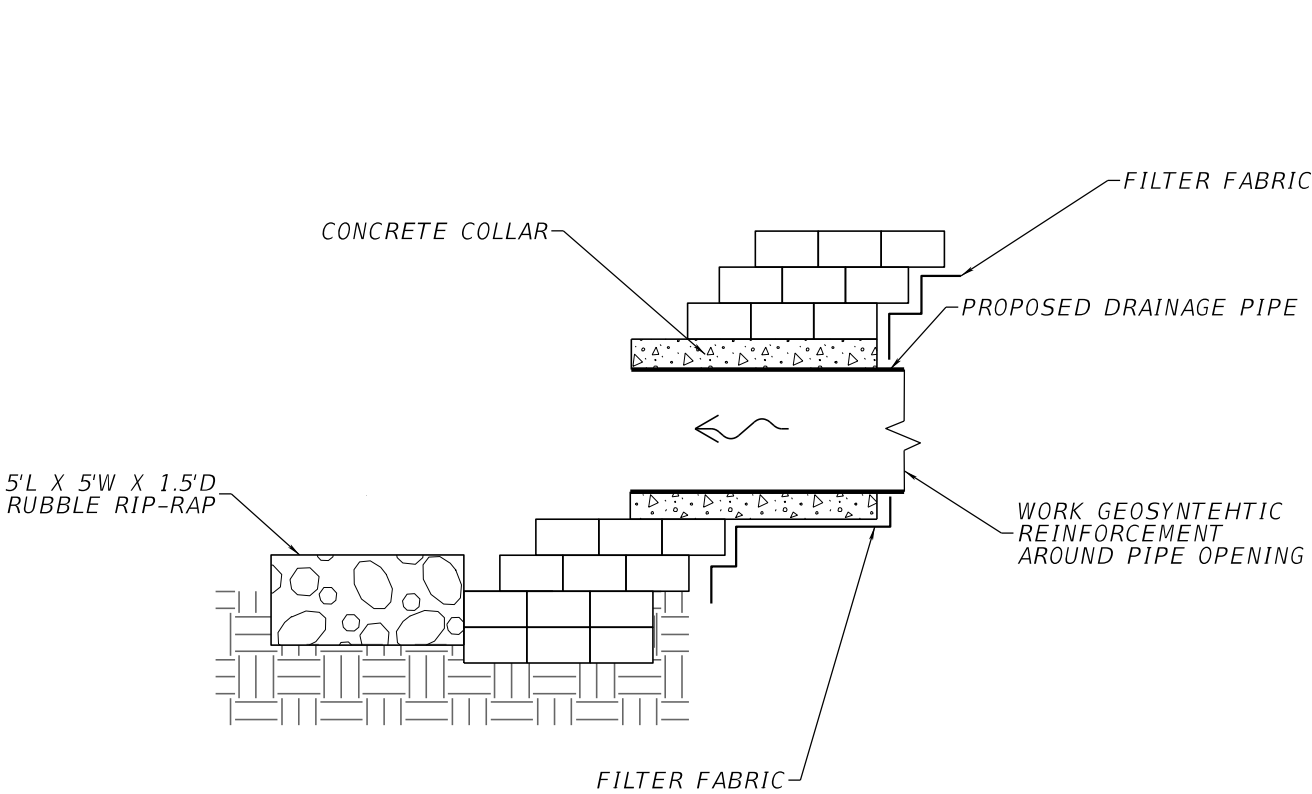 FILTER FABRIC
CONCRETE COLLAR
PROPOSED DRAINAGE PIPE
5'L X 5'W X 1.5'D
RUBBLE RIP-RAP
WORK GEOSYNTEHTIC
REINFORCEMENT
AROUND PIPE OPENING
FILTER FABRIC